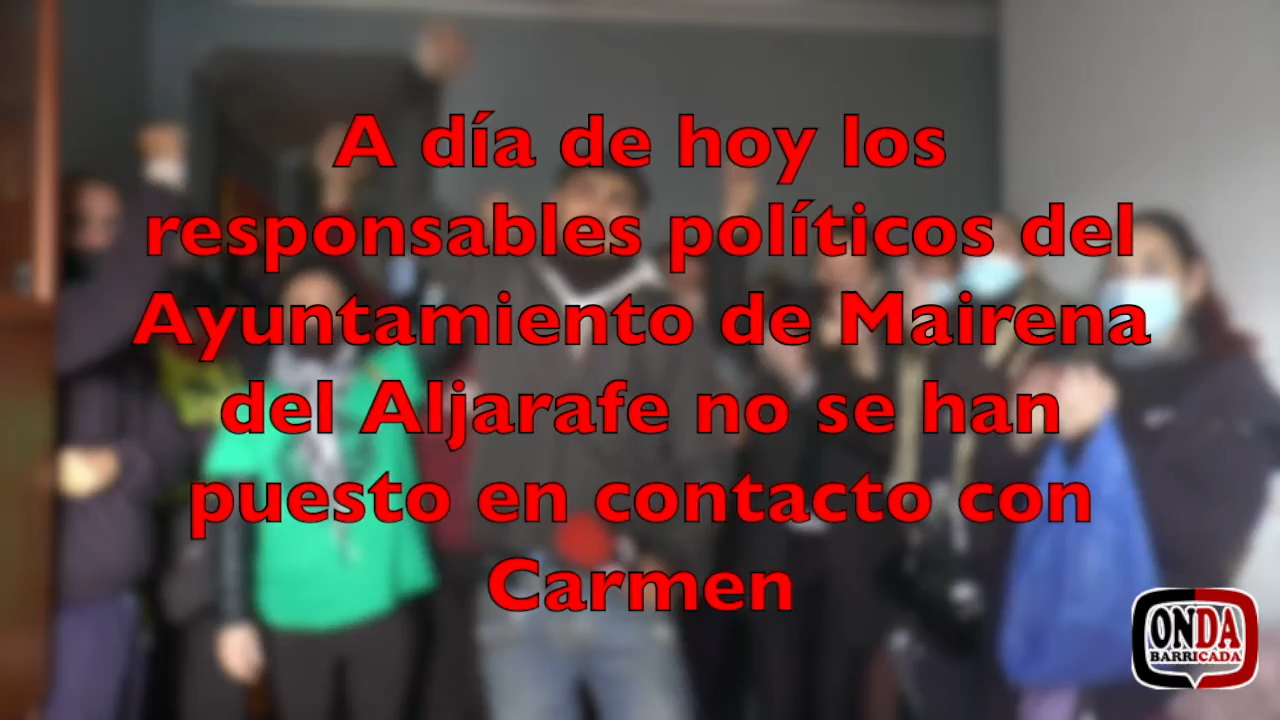 A día de hoy los
responsables políticos del
Ayuntamiento de Mairena
del Aljarafe no se han
puesto en contacto con
Carmen
ONDA
BARRICADA